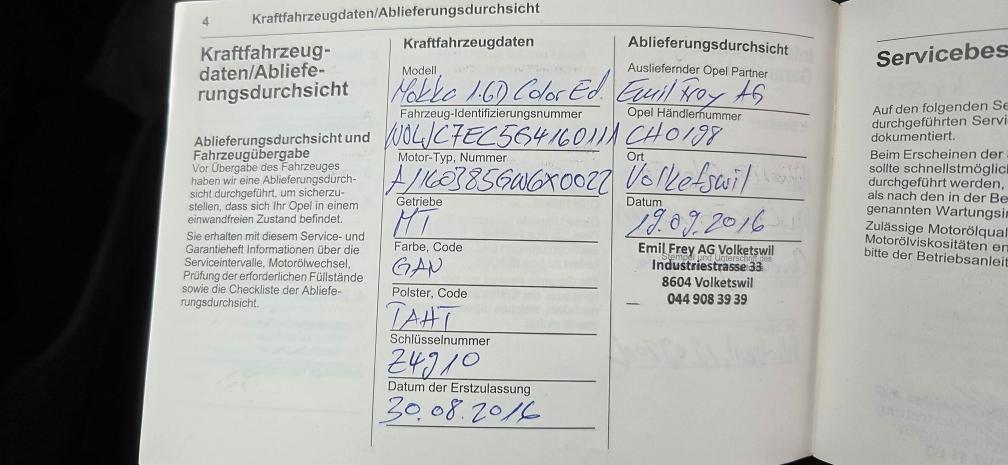 4
Kraftfahrzeugdaten/Ablieferungsdurchsicht
Kraftfahrzeug-
daten/Abliefe-
rungsdurchsicht
Ablieferungsdurchsicht und
Fahrzeugübergabe
Vor Übergabe des Fahrzeuges
haben wir eine Ablieferungsdurch-
sicht durchgeführt, um sicherzu-
stellen, dass sich Ihr Opel in einem
einwandfreien Zustand befindet.
Sie erhalten mit diesem Service- und
Garantieheft Informationen über die
Serviceintervalle, Motorölwechsel,
Prüfung der erforderlichen Füllstände
sowie die Checkliste der Abliefe-
rungsdurchsicht.
Kraftfahrzeugdaten
Modell
Mokka 1.6D Color Ed.
Fahrzeug-Identifizierungsnummer
Motor-Typ, Nummer
Getriebe
MT
Farbe, Code
GAN
Polster, Code
TAHT
Schlüsselnummer
Datum der Erstzulassung
30.08.2016
Ablieferungsdurchsicht
Ausliefernder Opel Partner
Emil Frey AG
Opel Händlernummer
CH0198
Ort
Volketswil
Datum
19.09.2016
Emil Frey AG Volketswil
Stempel und Unterschrift des
Industriestrasse 33
8604 Volketswil
044 908 39 39
Servicebes
Auf den folgenden Se
durchgeführten Servi
dokumentiert.
Beim Erscheinen der
sollte schnellstmöglic
durchgeführt werden,
als nach den in der Be
genannten Wartungsin
Zulässige Motorölqual
Motorölviskositäten en
bitte der Betriebsanleit